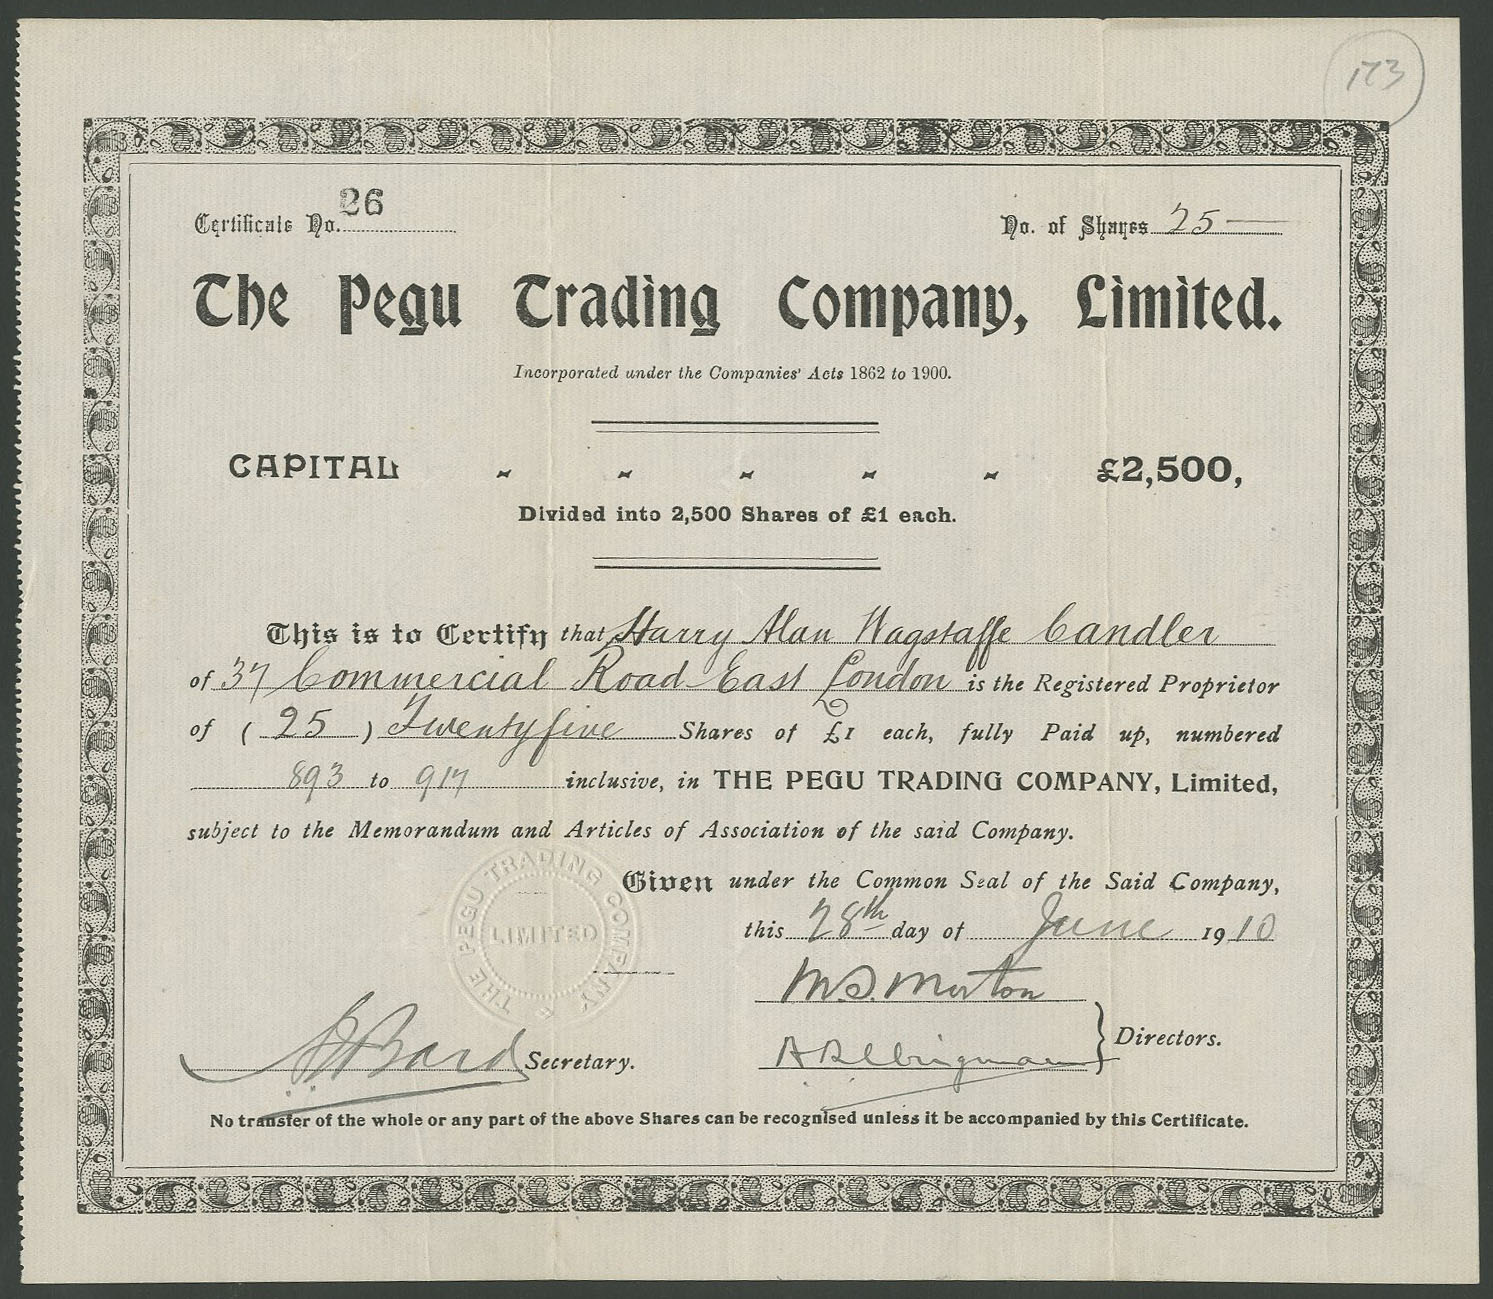 173
Certificate No. 26
No. of Shares 25
The Pegu Trading Company, Limited.
Incorporated under the Companies' Acts 1862 to 1900.
CAPITAL - - - - - £2,500,
Divided into 2,500 Shares of £1 each.
This is to Certify that Harry Alan Wagstaffe Candler
of 37 Commercial Road East London is the Registered Proprietor
of ( 25 ) Twenty five Shares of £1 each, fully Paid up, numbered
893 to 917 inclusive, in THE PEGU TRADING COMPANY, Limited,
subject to the Memorandum and Articles of Association of the said Company.
Given under the Common Seal of the Said Company,
this 28th day of June 1910
THE PEGU TRADING COMPANY
LIMITED
M.S. Morton
Directors.
Secretary.
No transfer of the whole or any part of the above Shares can be recognised unless it be accompanied by this Certificate.